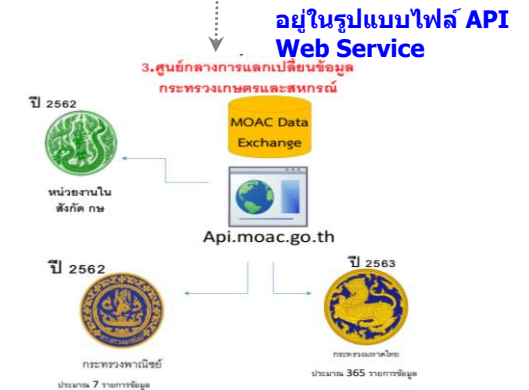 อยู่ในรูปแบบไฟล์ API
Web Service
3.ศูนย์กลางการแลกเปลี่ยนข้อมูล
กระทรวงเกษตรและสหกรณ์
ปี 2562
MOAC Data
Exchange
หน่วยงานใน
สังกัด กษ
Api.moac.go.th
ปี 2562
ปี 2563
กระทรวงพาณิชย์
ประมาณ 7 รายการข้อมูล
กระทรวงมหาดไทย
ประมาณ 365 รายการข้อมูล